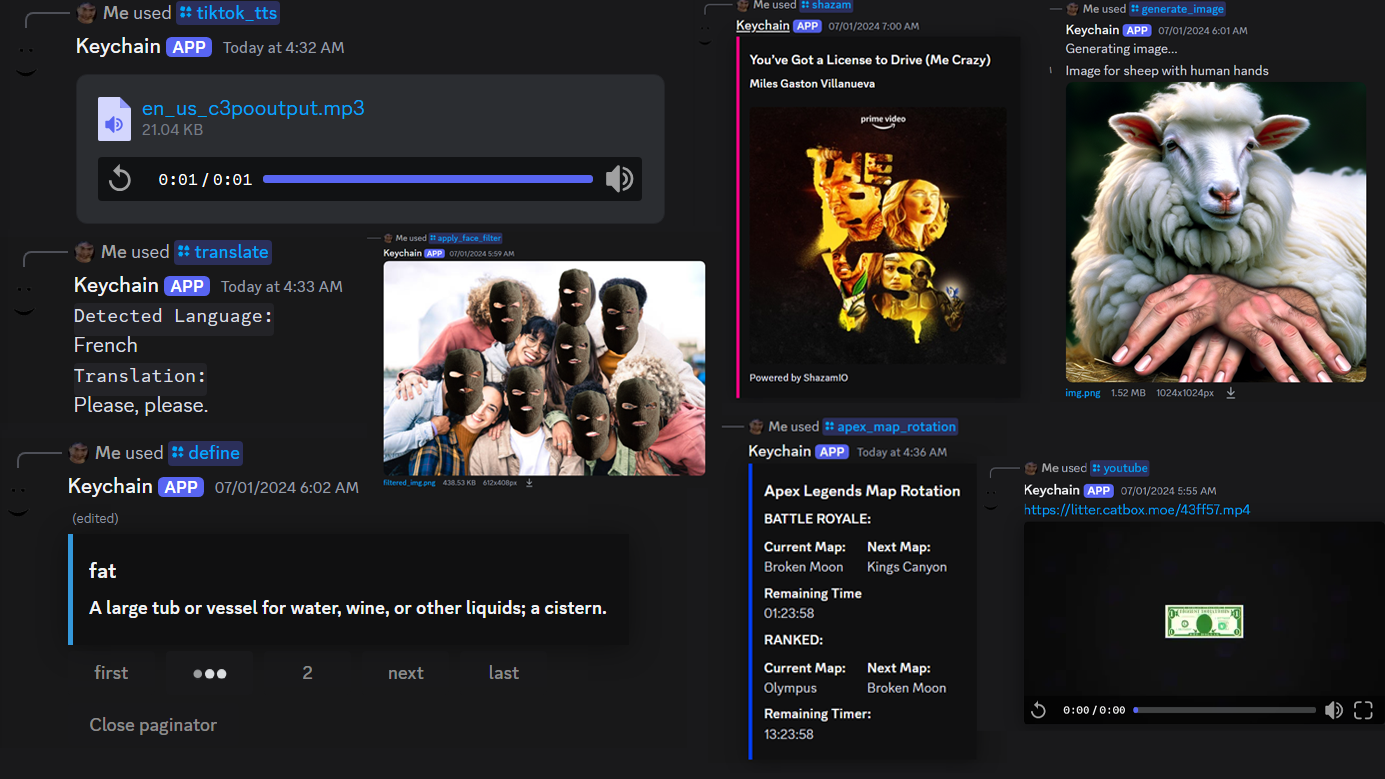 Me used tiktok_tts
Keychain APP Today at 4:32 AM
en_us_c3pooutput.mp3
21.04 KB
0:01 / 0:01
Me used translate
Keychain APP Today at 4:33 AM
Detected Language:
French
Translation:
Please, please.
Me used define
Keychain APP 07/01/2024 6:02 AM
(edited)
fat
A large tub or vessel for water, wine, or other liquids; a cistern.
first
2
next
last
Close paginator
Me used apply_face_filter
Keychain APP 07/01/2024 5:59 AM
filtered_img.png 438.53 KB 612x408px
Me used shazam
Keychain APP 07/01/2024 7:00 AM
You've Got a License to Drive (Me Crazy)
Miles Gaston Villanueva
prime video
THE
Powered by ShazamIO
Me used apex_map_rotation
Keychain APP Today at 4:36 AM
Apex Legends Map Rotation
BATTLE ROYALE:
Current Map: Next Map:
Broken Moon Kings Canyon
Remaining Time
01:23:58
RANKED:
Current Map: Next Map:
Olympus Broken Moon
Remaining Timer:
13:23:58
Me used generate_image
Keychain APP 07/01/2024 6:01 AM
Generating image...
Image for sheep with human hands
img.png 1.52 MB 1024x1024px
Me used youtube
Keychain APP 07/01/2024 5:55 AM
https://litter.catbox.moe/43ff57.mp4
0:00 / 0:00